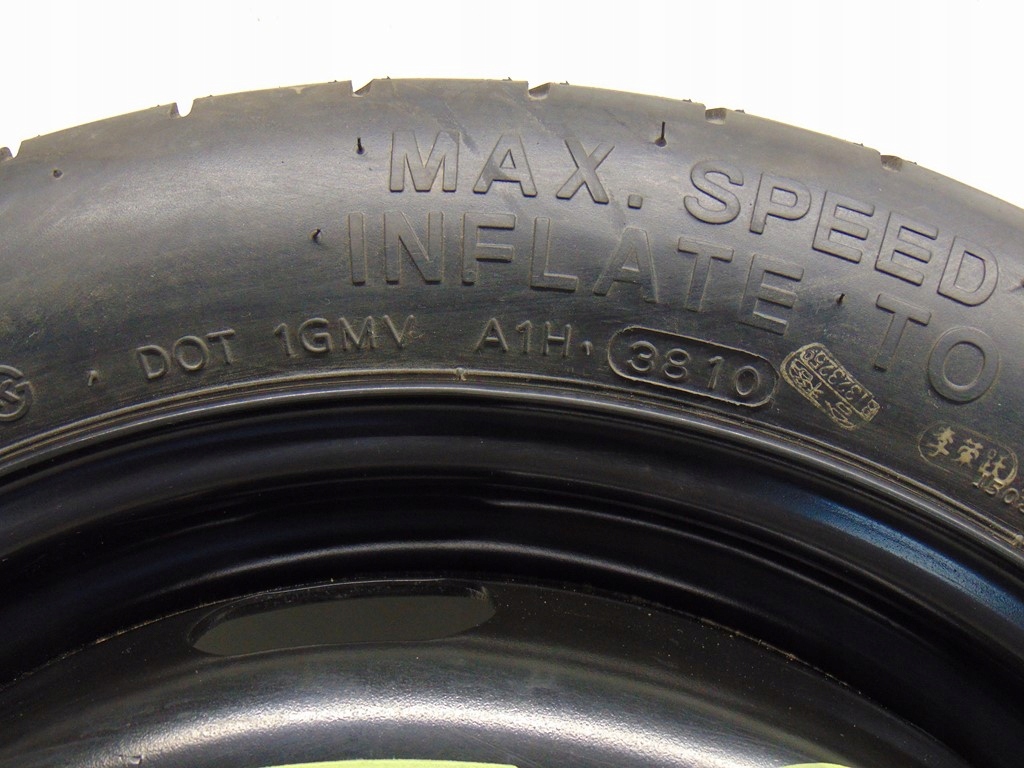 MAX. SPEED
INFLATE TO
DOT 1GMV A1H 3810